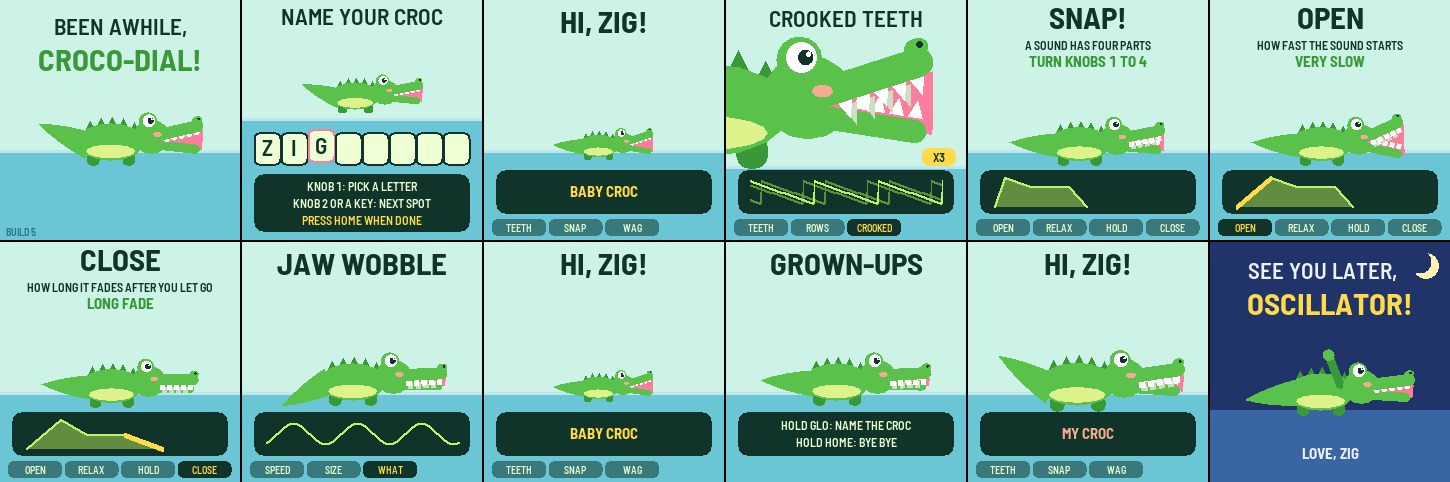 BEEN AWHILE,
CROCO-DIAL!
BUILD 5
NAME YOUR CROC
Z I G
KNOB 1: PICK A LETTER
KNOB 2 OR A KEY: NEXT SPOT
PRESS HOME WHEN DONE
HI, ZIG!
BABY CROC
TEETH SNAP WAG
CROOKED TEETH
X3
TEETH ROWS CROOKED
SNAP!
A SOUND HAS FOUR PARTS
TURN KNOBS 1 TO 4
OPEN RELAX HOLD CLOSE
OPEN
HOW FAST THE SOUND STARTS
VERY SLOW
OPEN RELAX HOLD CLOSE
CLOSE
HOW LONG IT FADES AFTER YOU LET GO
LONG FADE
OPEN RELAX HOLD CLOSE
JAW WOBBLE
SPEED SIZE WHAT
HI, ZIG!
BABY CROC
TEETH SNAP WAG
GROWN-UPS
HOLD GLO: NAME THE CROC
HOLD HOME: BYE BYE
HI, ZIG!
MY CROC
TEETH SNAP WAG
SEE YOU LATER,
OSCILLATOR!
LOVE, ZIG